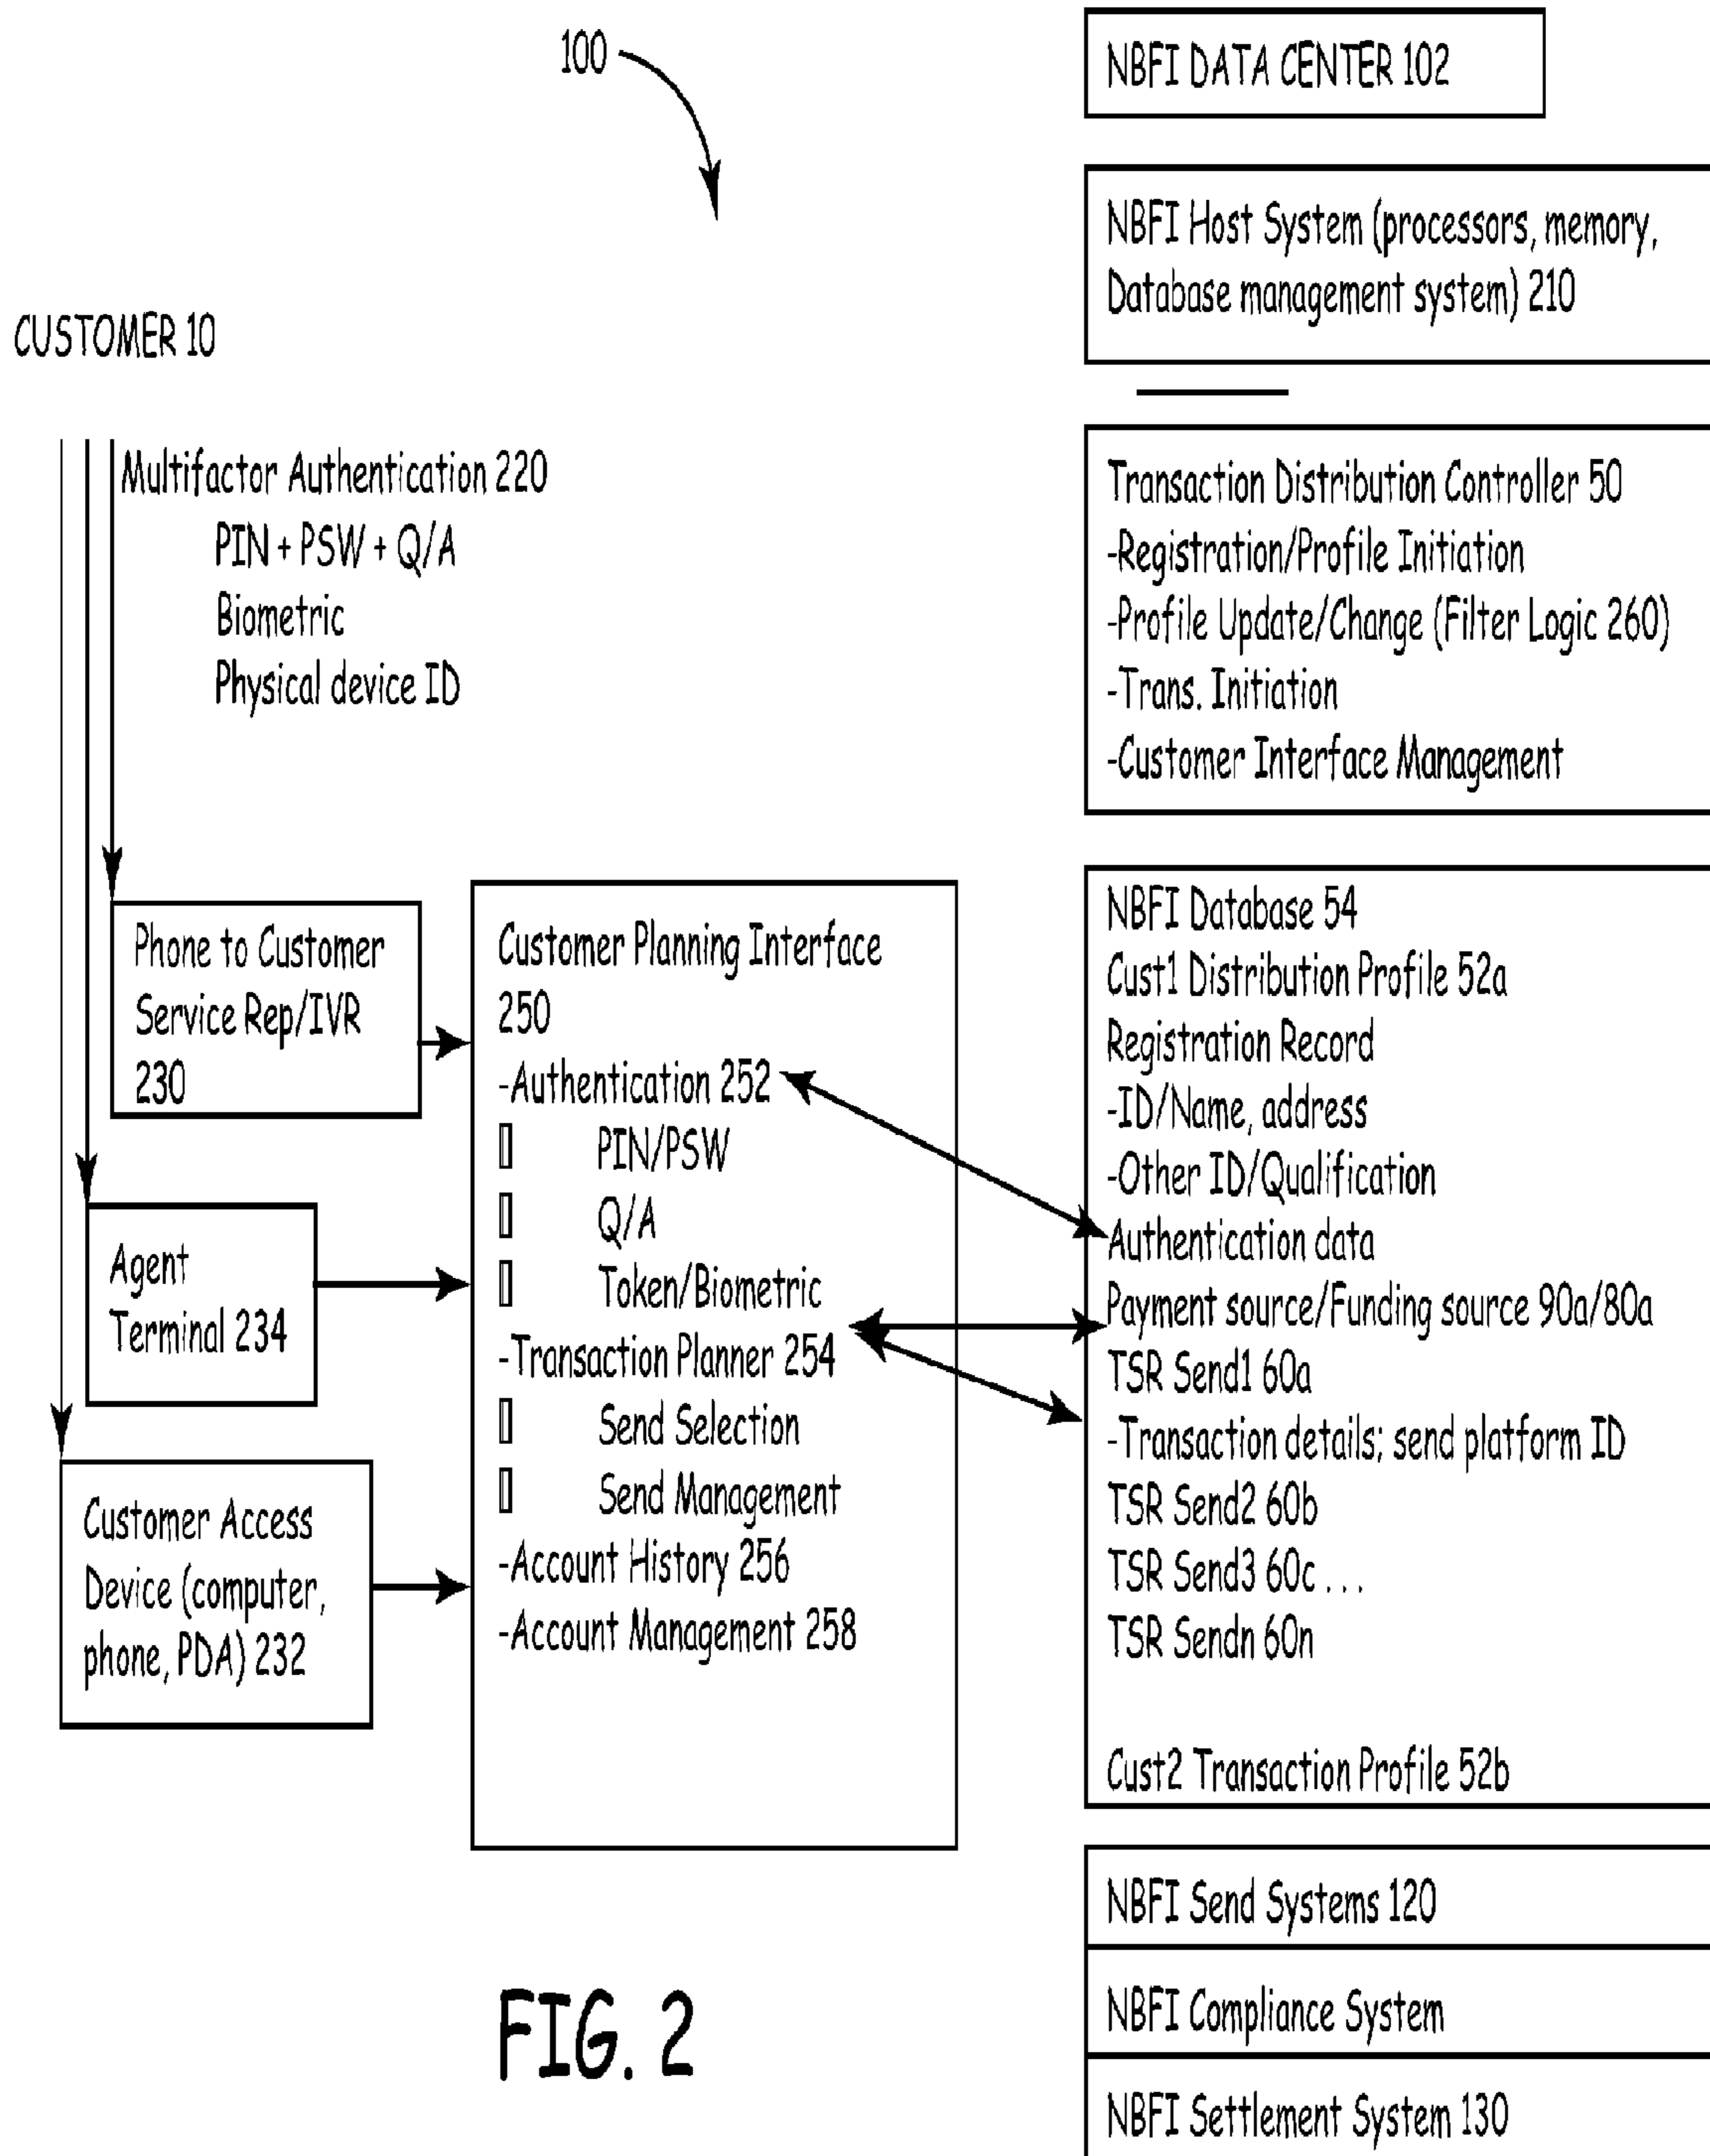 100
NBFI DATA CENTER 102
NBFI Host System (processors, memory,
Database management system) 210
CUSTOMER 10
Multifactor Authentication 220
PIN + PSW + Q/A
Biometric
Physical device ID
Transaction Distribution Controller 50
-Registration/Profile Initiation
-Profile Update/Change (Filter Logic 260)
-Trans. Initiation
-Customer Interface Management
Phone to Customer
Service Rep/IVR
230
Agent
Terminal 234
Customer Access
Device (computer,
phone, PDA) 232
Customer Planning Interface
250
-Authentication 252
PIN/PSW
Q/A
Token/Biometric
-Transaction Planner 254
Send Selection
Send Management
-Account History 256
-Account Management 258
NBFI Database 54
Cust1 Distribution Profile 52a
Registration Record
-ID/Name, address
-Other ID/Qualification
Authentication data
Payment source/Funding source 90a/80a
TSR Send1 60a
-Transaction details; send platform ID
TSR Send2 60b
TSR Send3 60c ...
TSR Sendn 60n
Cust2 Transaction Profile 52b
NBFI Send Systems 120
NBFI Compliance System
NBFI Settlement System 130
FIG. 2